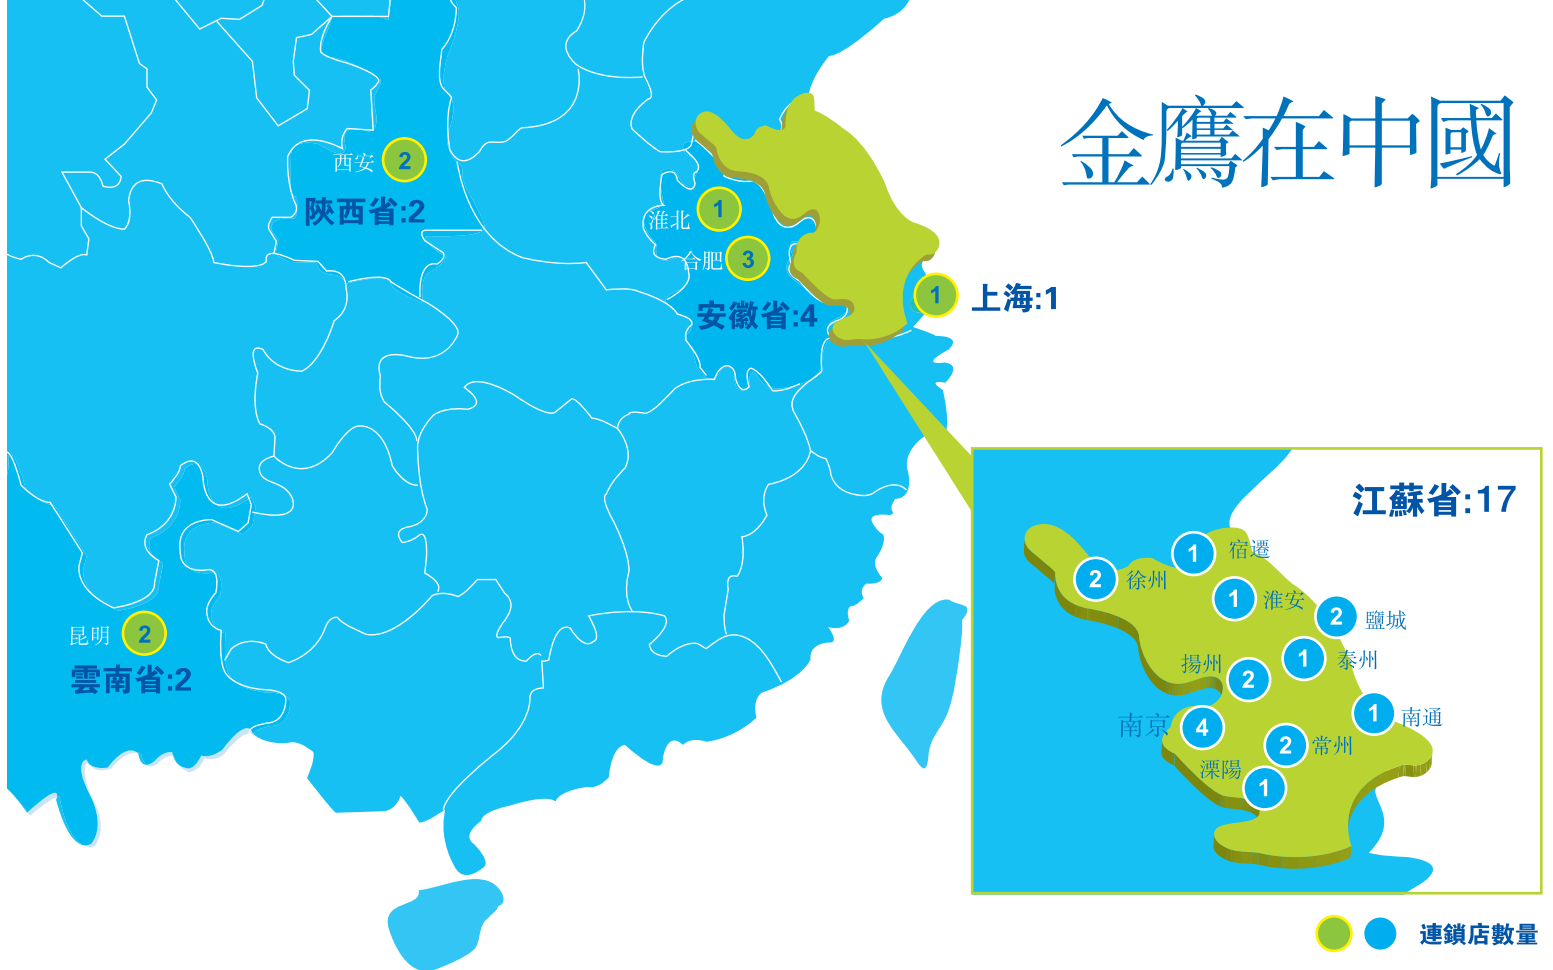 金鷹在中國
西安 2
陝西省:2
淮北 1
合肥 3
安徽省:4
1 上海:1
昆明 2
雲南省:2
江蘇省:17
1 宿遷
2 徐州
1 淮安
2 鹽城
揚州 2
1 泰州
南京 4
1 南通
2 常州
溧陽 1
連鎖店數量